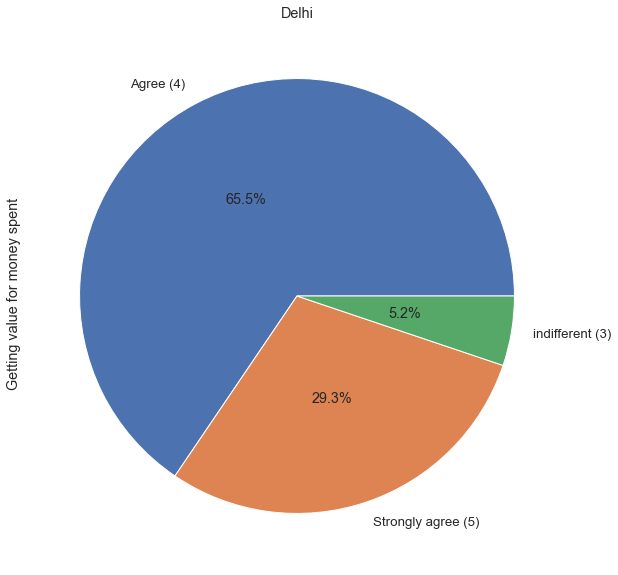 Delhi
Agree (4)
65.5%
Getting value for money spent
5.2%
indifferent (3)
29.3%
Strongly agree (5)